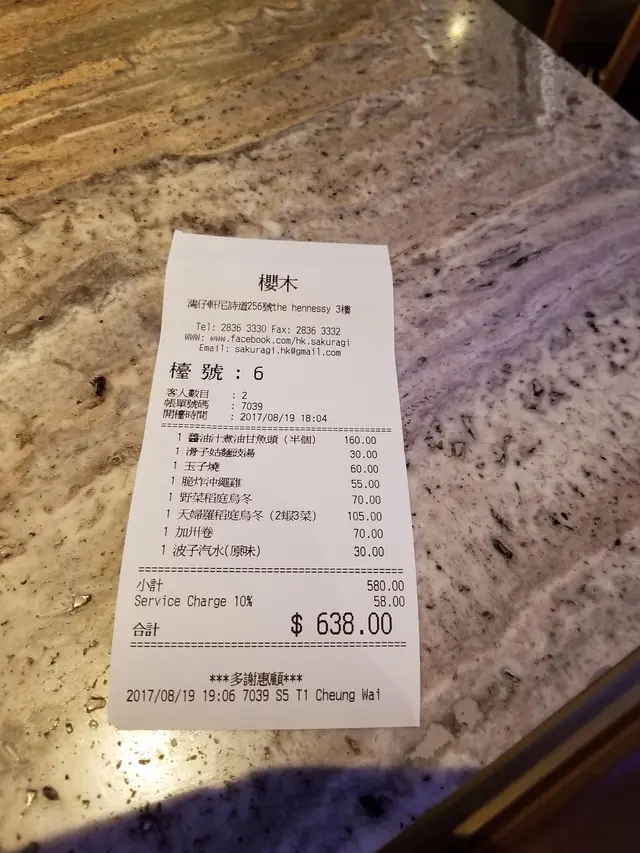 櫻木
灣仔軒尼詩道256號the hennessy 3樓
Tel: 2836 3330 Fax: 2836 3332
WWW: www.facebook.com/hk.sakuragi
Email: sakuragi.hk@gmail.com
檯 號 : 6
客人數目 : 2
帳單號碼 : 7039
開檯時間 : 2017/08/19 18:04
1 醬油汁煮油甘魚頭 (半個) 160.00
1 滑子姑麵豉湯 30.00
1 玉子燒 60.00
1 脆炸沖繩雞 55.00
1 野菜稻庭烏冬 70.00
1 天婦羅稻庭烏冬 (2蝦3菜) 105.00
1 加州卷 70.00
1 波子汽水(原味) 30.00
小計 580.00
Service Charge 10% 58.00
合計 $ 638.00
***多謝惠顧***
2017/08/19 19:06 7039 S5 T1 Cheung Wai